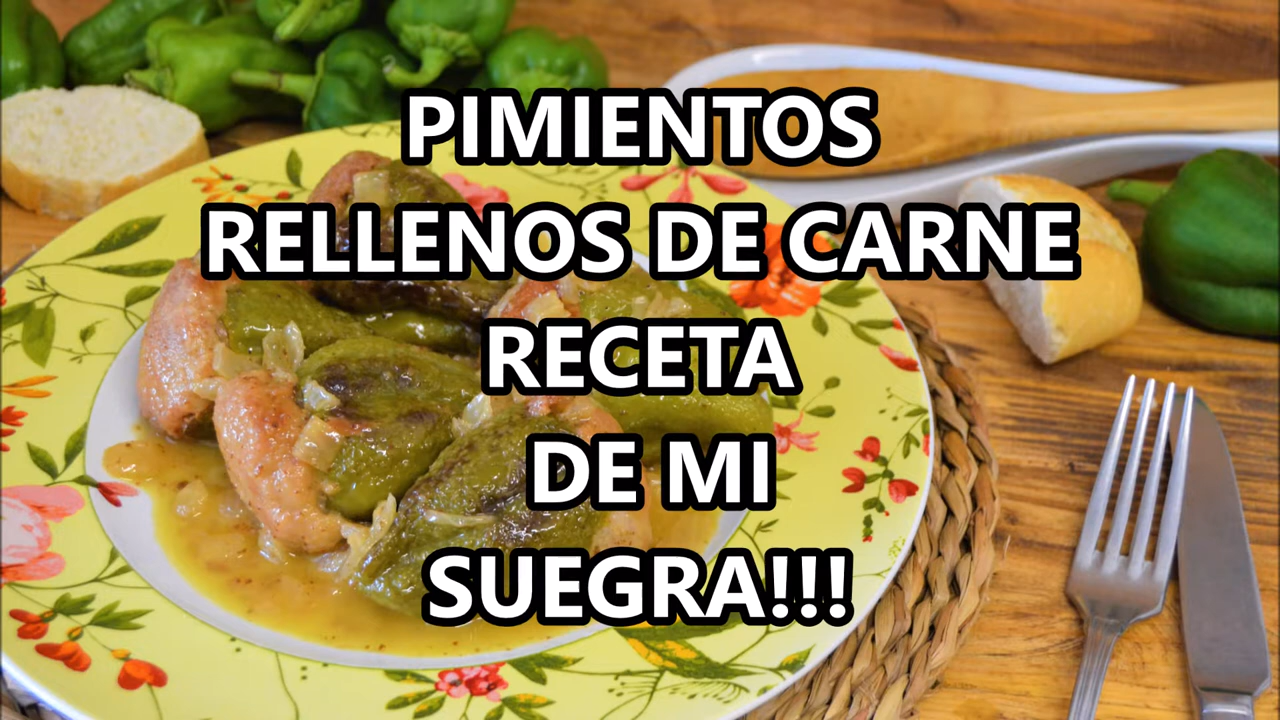 PIMIENTOS
RELLENOS DE CARNE
RECETA
DE MI
SUEGRA!!!